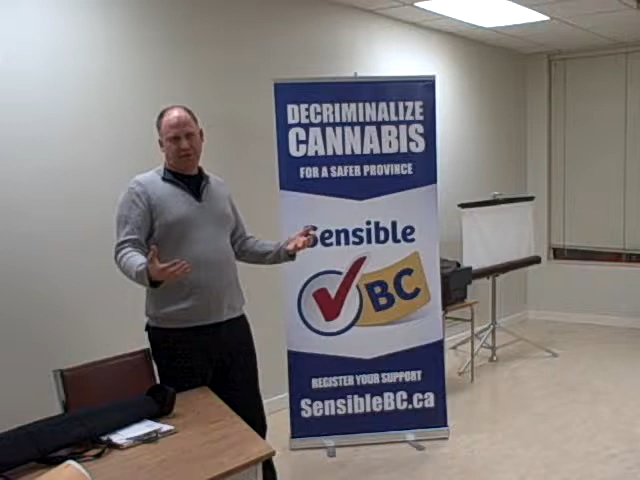 DECRIMINALIZE
CANNABIS
FOR A SAFER PROVINCE
Sensible
BC
REGISTER YOUR SUPPORT
SensibleBC.ca